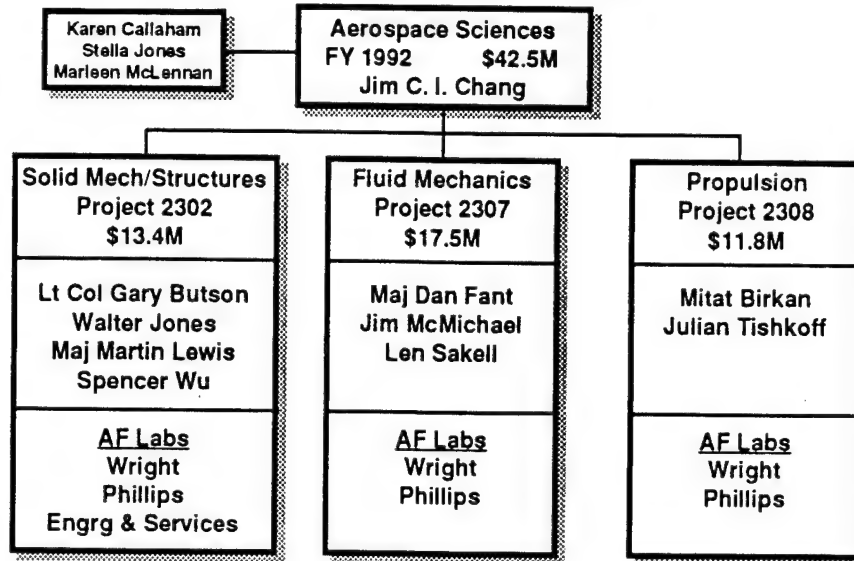 Karen Callaham
Stella Jones
Marleen McLennan
Aerospace Sciences
FY 1992 $42.5M
Jim C. I. Chang
Solid Mech/Structures
Project 2302
$13.4M
Lt Col Gary Butson
Walter Jones
Maj Martin Lewis
Spencer Wu
AF Labs
Wright
Phillips
Engrg & Services
Fluid Mechanics
Project 2307
$17.5M
Maj Dan Fant
Jim McMichael
Len Sakell
AF Labs
Wright
Phillips
Propulsion
Project 2308
$11.8M
Mitat Birkan
Julian Tishkoff
AF Labs
Wright
Phillips